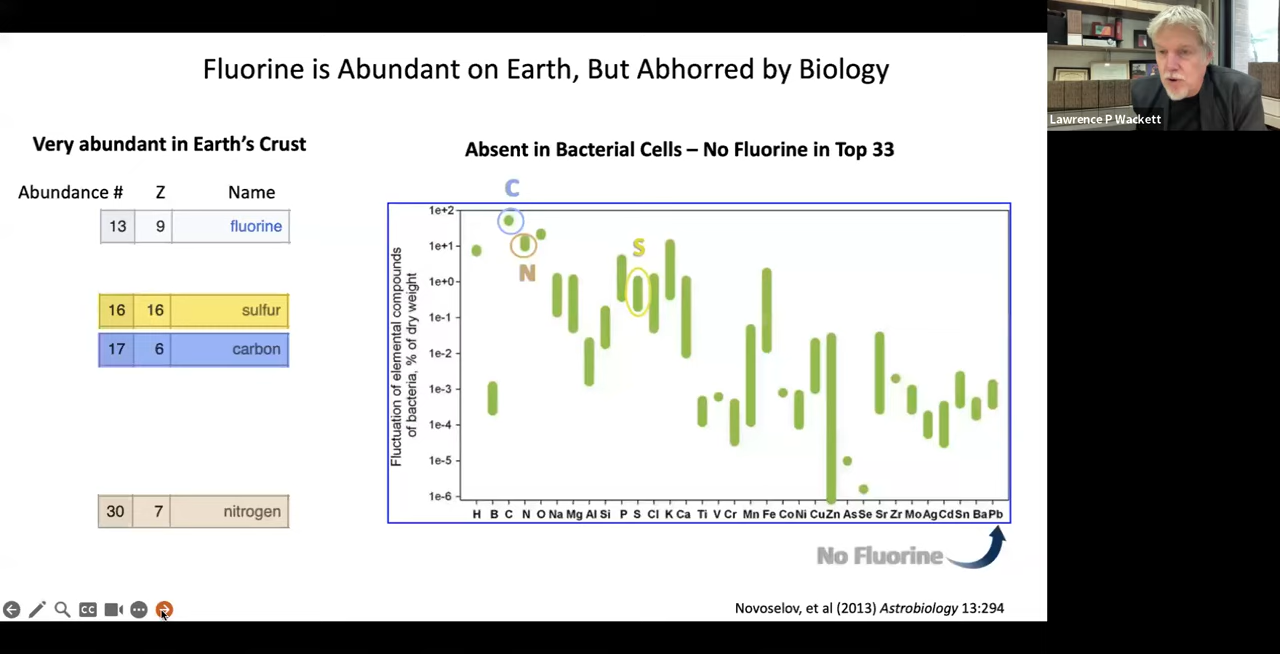 Fluorine is Abundant on Earth, But Abhorred by Biology
Lawrence P Wackett
Very abundant in Earth's Crust
Abundance # Z Name
13 9 fluorine
16 16 sulfur
17 6 carbon
30 7 nitrogen
Absent in Bacterial Cells – No Fluorine in Top 33
C
N
S
Fluctuation of elemental compounds
of bacteria, % of dry weight
1e+2
1e+1
1e+0
1e-1
1e-2
1e-3
1e-4
1e-5
1e-6
H B C N O Na Mg Al Si P S Cl K Ca Ti V Cr Mn Fe Co Ni Cu Zn As Se Sr Zr Mo Ag Cd Sn Ba Pb
No Fluorine
CC
Novoselov, et al (2013) Astrobiology 13:294